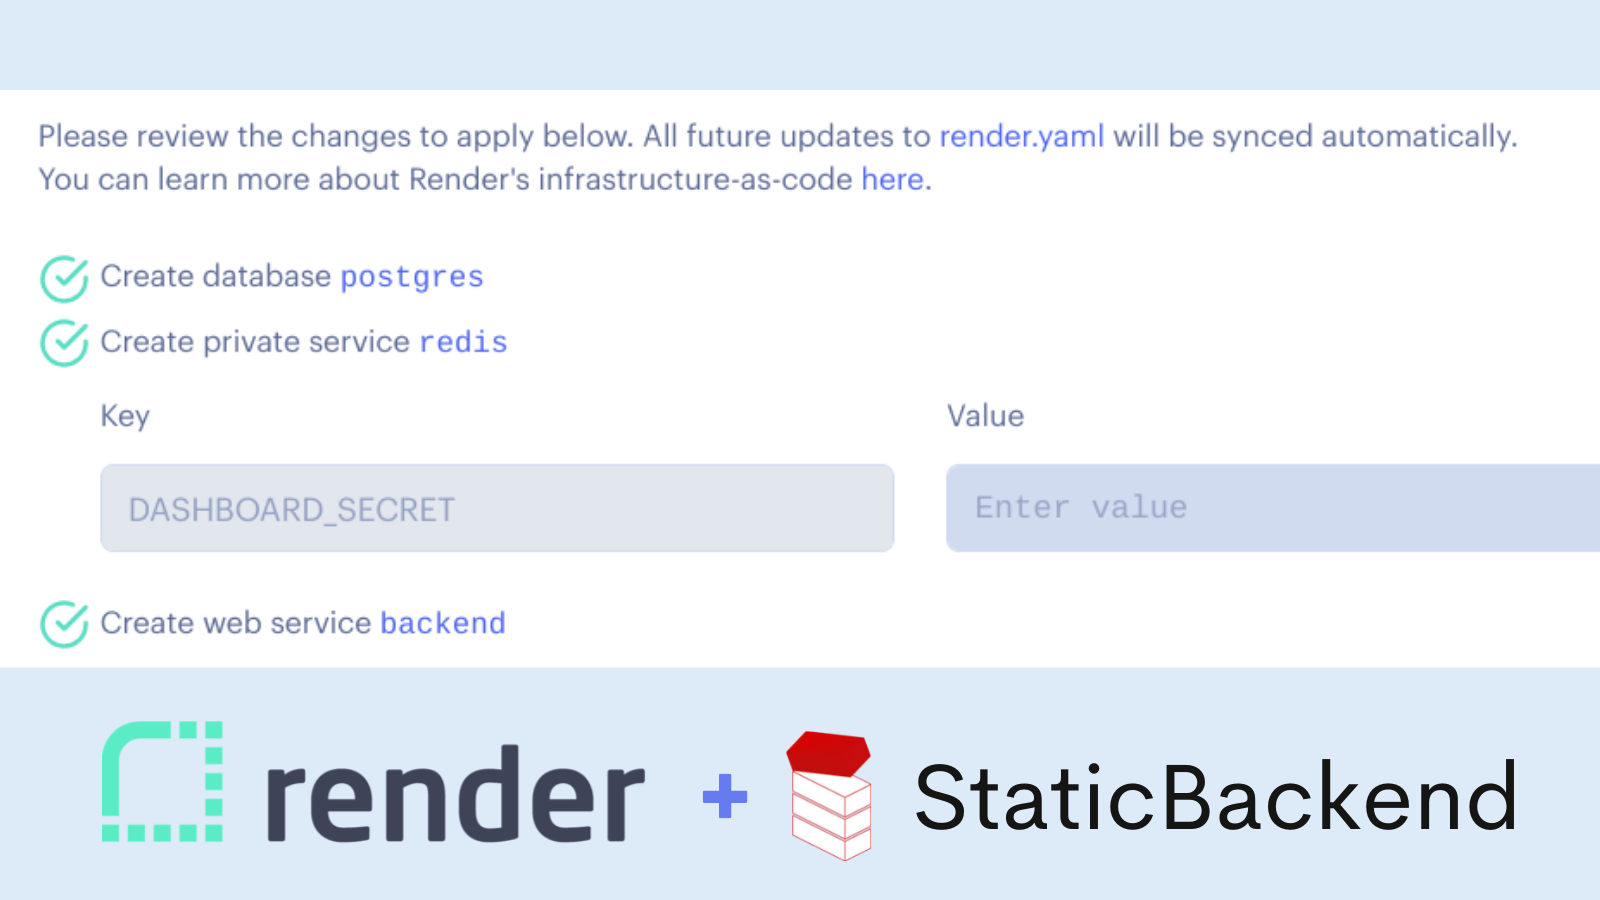 Please review the changes to apply below. All future updates to render.yaml will be synced automatically.
You can learn more about Render's infrastructure-as-code here.
Create database postgres
Create private service redis
Key Value
DASHBOARD_SECRET Enter value
Create web service backend
render + StaticBackend